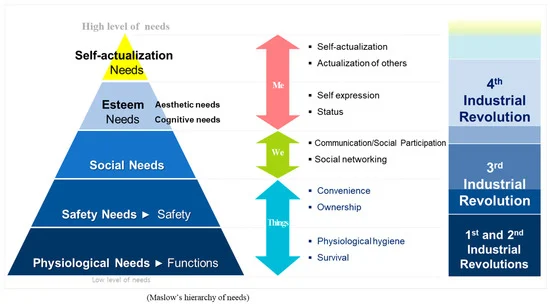 High level of needs
Self-actualization
Needs
Esteem
Needs
Aesthetic needs
Cognitive needs
Social Needs
Safety Needs ► Safety
Physiological Needs ► Functions
Low level of needs
(Maslow's hierarchy of needs)
Me
We
Things
▪ Self-actualization
▪ Actualization of others
▪ Self expression
▪ Status
▪ Communication/Social Participation
▪ Social networking
▪ Convenience
▪ Ownership
▪ Physiological hygiene
▪ Survival
4th
Industrial
Revolution
3rd
Industrial
Revolution
1st and 2nd
Industrial
Revolutions